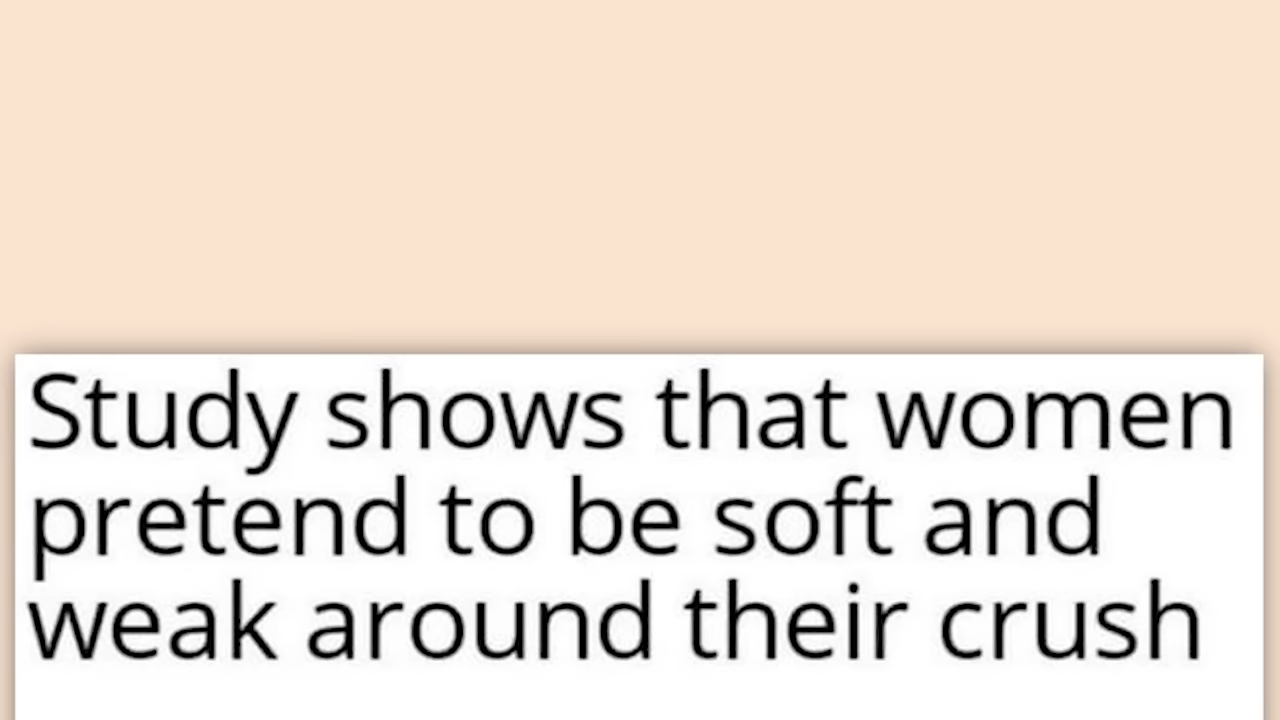 Study shows that women
pretend to be soft and
weak around their crush